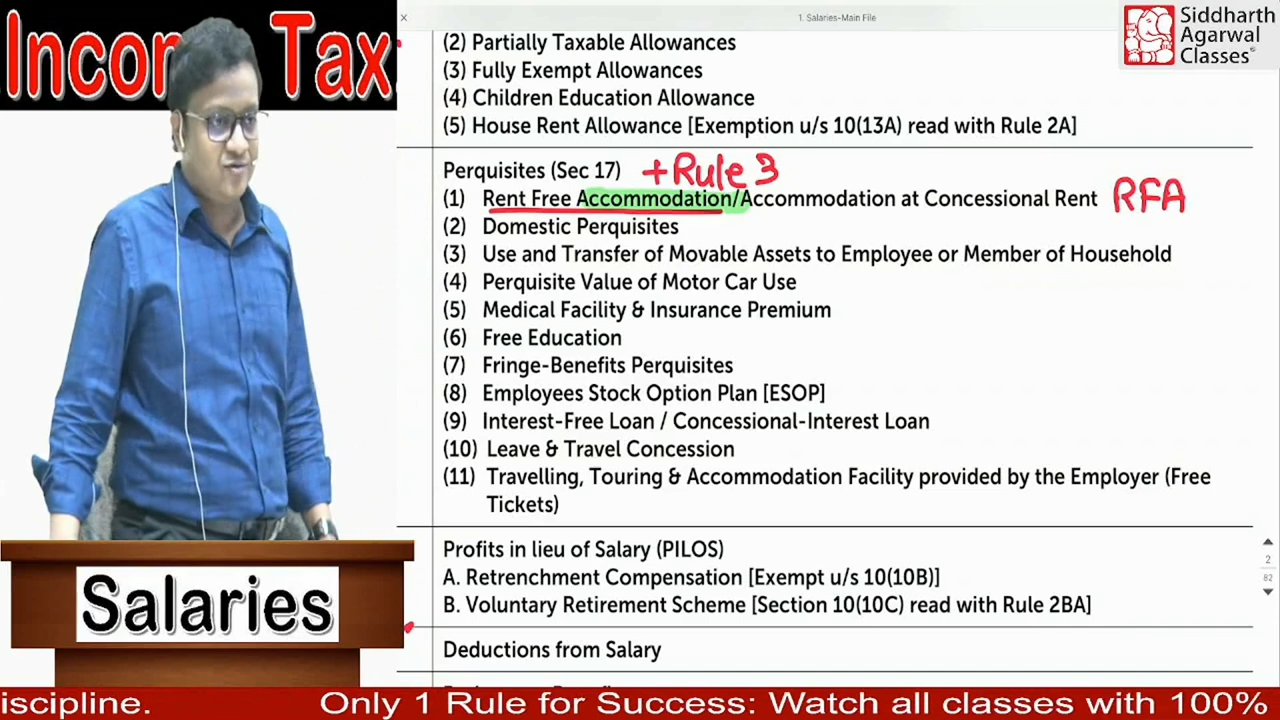 Income Tax
1. Salaries-Main File
Siddharth
Agarwal
Classes®
(2) Partially Taxable Allowances
(3) Fully Exempt Allowances
(4) Children Education Allowance
(5) House Rent Allowance [Exemption u/s 10(13A) read with Rule 2A]
Perquisites (Sec 17) + Rule 3
(1) Rent Free Accommodation/Accommodation at Concessional Rent RFA
(2) Domestic Perquisites
(3) Use and Transfer of Movable Assets to Employee or Member of Household
(4) Perquisite Value of Motor Car Use
(5) Medical Facility & Insurance Premium
(6) Free Education
(7) Fringe-Benefits Perquisites
(8) Employees Stock Option Plan [ESOP]
(9) Interest-Free Loan / Concessional-Interest Loan
(10) Leave & Travel Concession
(11) Travelling, Touring & Accommodation Facility provided by the Employer (Free
Tickets)
Profits in lieu of Salary (PILOS)
A. Retrenchment Compensation [Exempt u/s 10(10B)]
B. Voluntary Retirement Scheme [Section 10(10C) read with Rule 2BA]
Deductions from Salary
2
82
Salaries
iscipline. Only 1 Rule for Success: Watch all classes with 100%